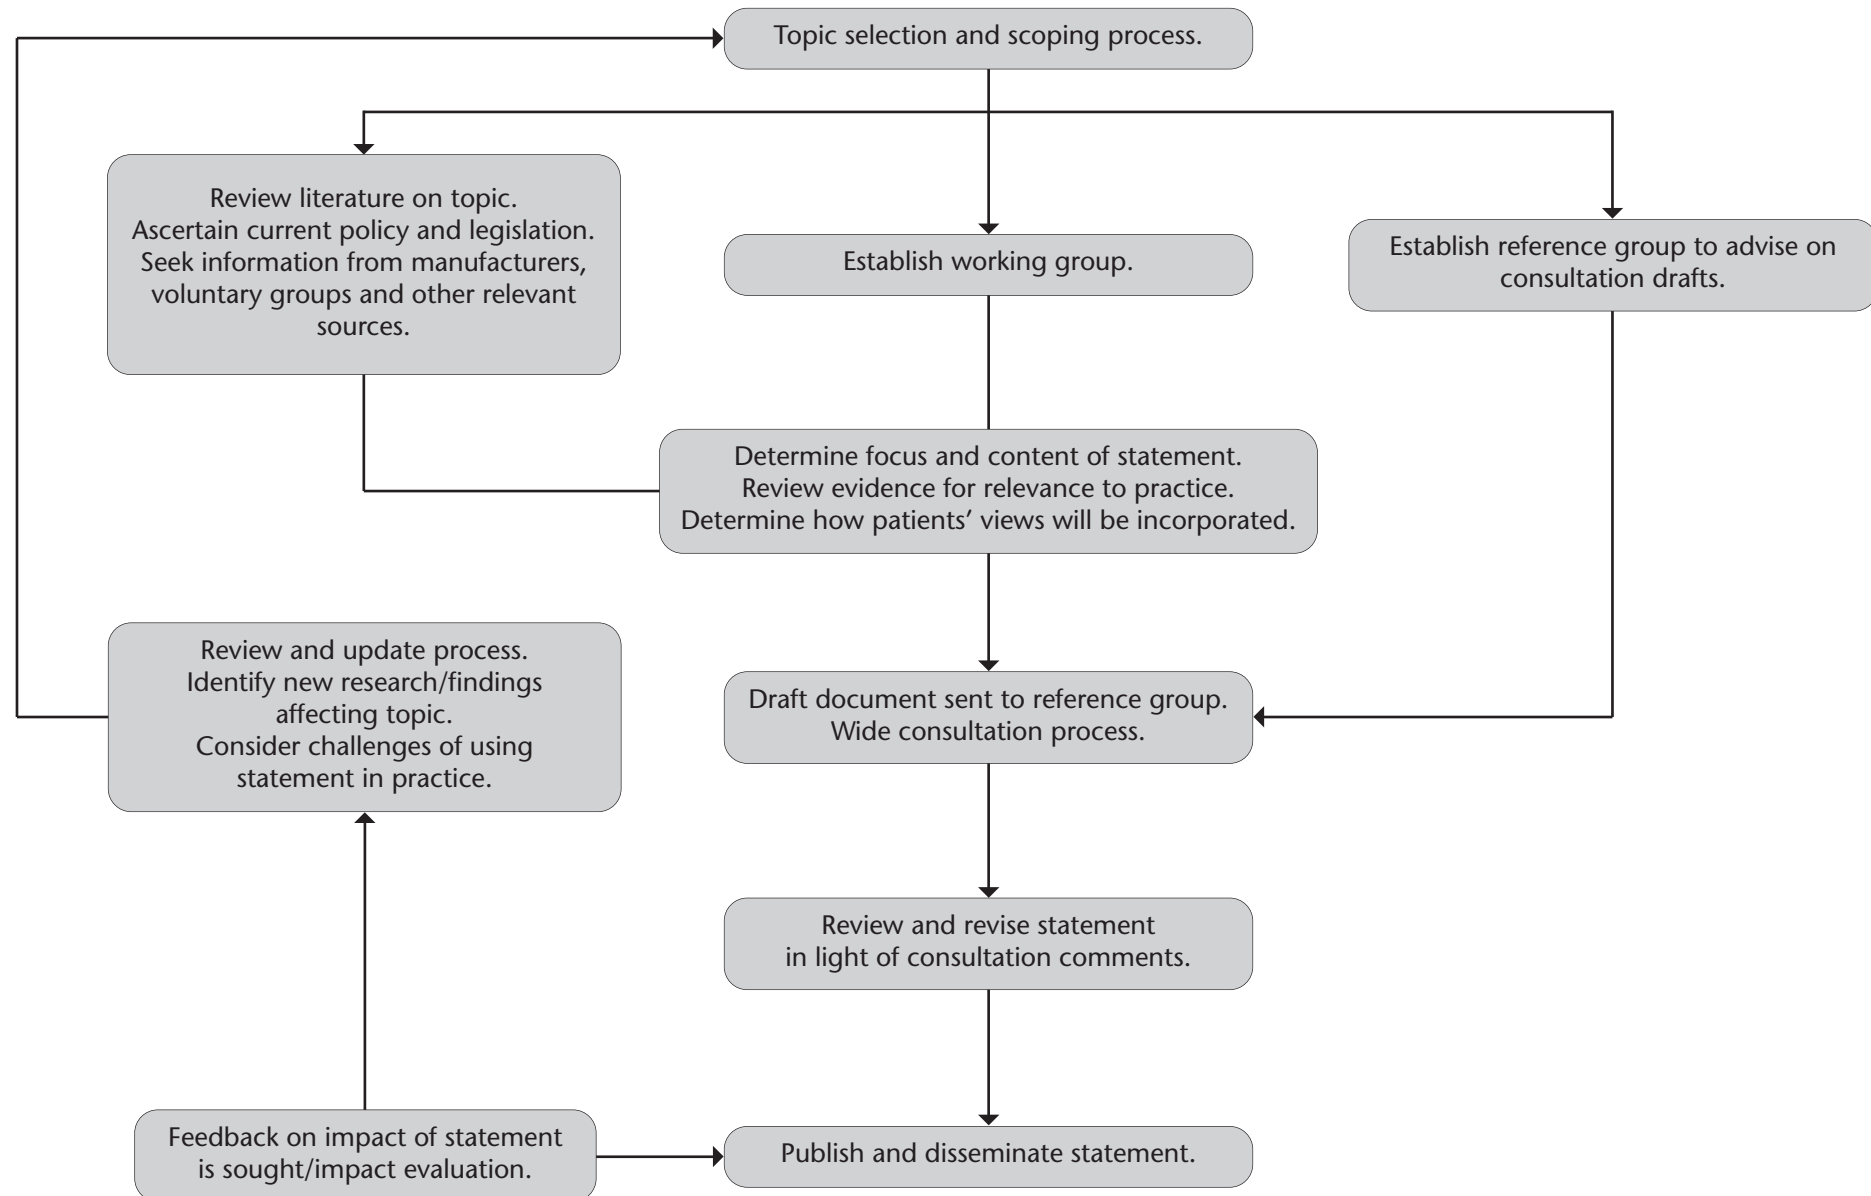 Topic selection and scoping process.
Review literature on topic.
Ascertain current policy and legislation.
Seek information from manufacturers,
voluntary groups and other relevant
sources.
Establish working group.
Establish reference group to advise on
consultation drafts.
Determine focus and content of statement.
Review evidence for relevance to practice.
Determine how patients’ views will be incorporated.
Review and update process.
Identify new research/findings
affecting topic.
Consider challenges of using
statement in practice.
Draft document sent to reference group.
Wide consultation process.
Review and revise statement
in light of consultation comments.
Feedback on impact of statement
is sought/impact evaluation.
Publish and disseminate statement.